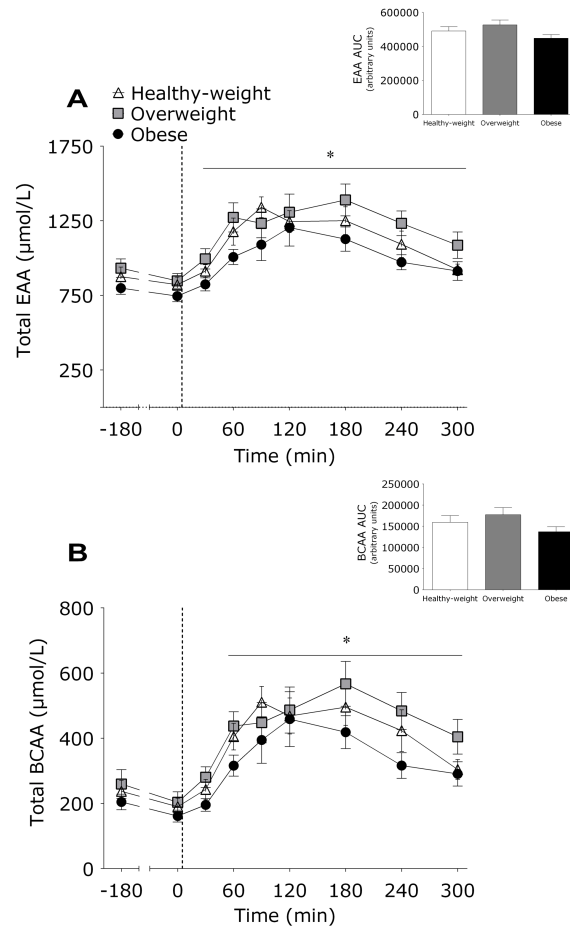 600000
400000
200000
0
EAA AUC
(arbitrary units)
Healthy-weight Overweight Obese
A
Healthy-weight
Overweight
Obese
*
1750
1250
750
250
Total EAA (μmol/L)
-180 0 60 120 180 240 300
Time (min)
250000
200000
150000
100000
50000
0
BCAA AUC
(arbitrary units)
Healthy-weight Overweight Obese
B
*
800
600
400
200
0
Total BCAA (μmol/L)
-180 0 60 120 180 240 300
Time (min)